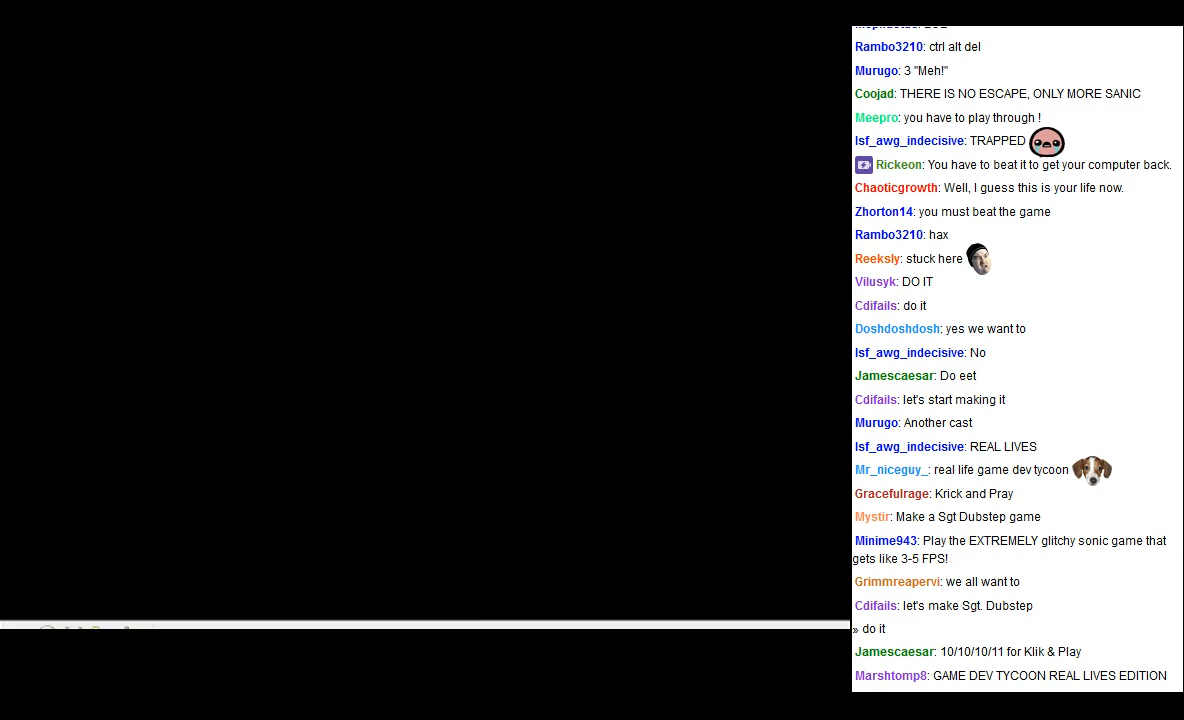 Rambo3210: ctrl alt del
Murugo: 3 "Meh!"
Coojad: THERE IS NO ESCAPE, ONLY MORE SANIC
Meepro: you have to play through !
lsf_awg_indecisive: TRAPPED
Rickeon: You have to beat it to get your computer back.
Chaoticgrowth: Well, I guess this is your life now.
Zhorton14: you must beat the game
Rambo3210: hax
Reeksly: stuck here
Vilusyk: DO IT
Cdifails: do it
Doshdoshdosh: yes we want to
lsf_awg_indecisive: No
Jamescaesar: Do eet
Cdifails: let's start making it
Murugo: Another cast
lsf_awg_indecisive: REAL LIVES
Mr_niceguy_: real life game dev tycoon
Gracefulrage: Krick and Pray
Mystir: Make a Sgt Dubstep game
Minime943: Play the EXTREMELY glitchy sonic game that
gets like 3-5 FPS!
Grimmreapervi: we all want to
Cdifails: let's make Sgt. Dubstep
» do it
Jamescaesar: 10/10/10/11 for Klik & Play
Marshtomp8: GAME DEV TYCOON REAL LIVES EDITION